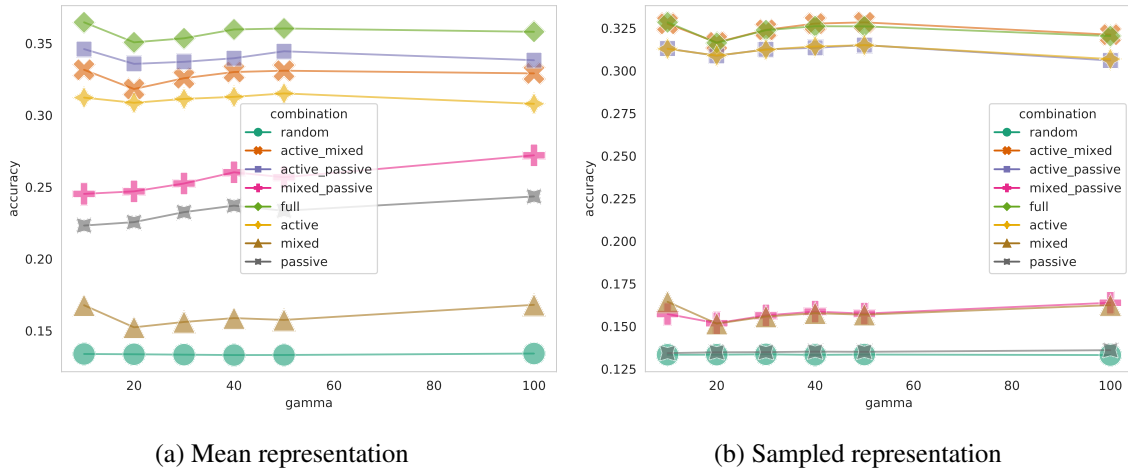 0.35
0.30
0.25
0.20
0.15
accuracy
20
40
60
80
100
gamma
combination
random
active_mixed
active_passive
mixed_passive
full
active
mixed
passive
(a) Mean representation
0.325
0.300
0.275
0.250
0.225
0.200
0.175
0.150
0.125
accuracy
20
40
60
80
100
gamma
combination
random
active_mixed
active_passive
mixed_passive
full
active
mixed
passive
(b) Sampled representation